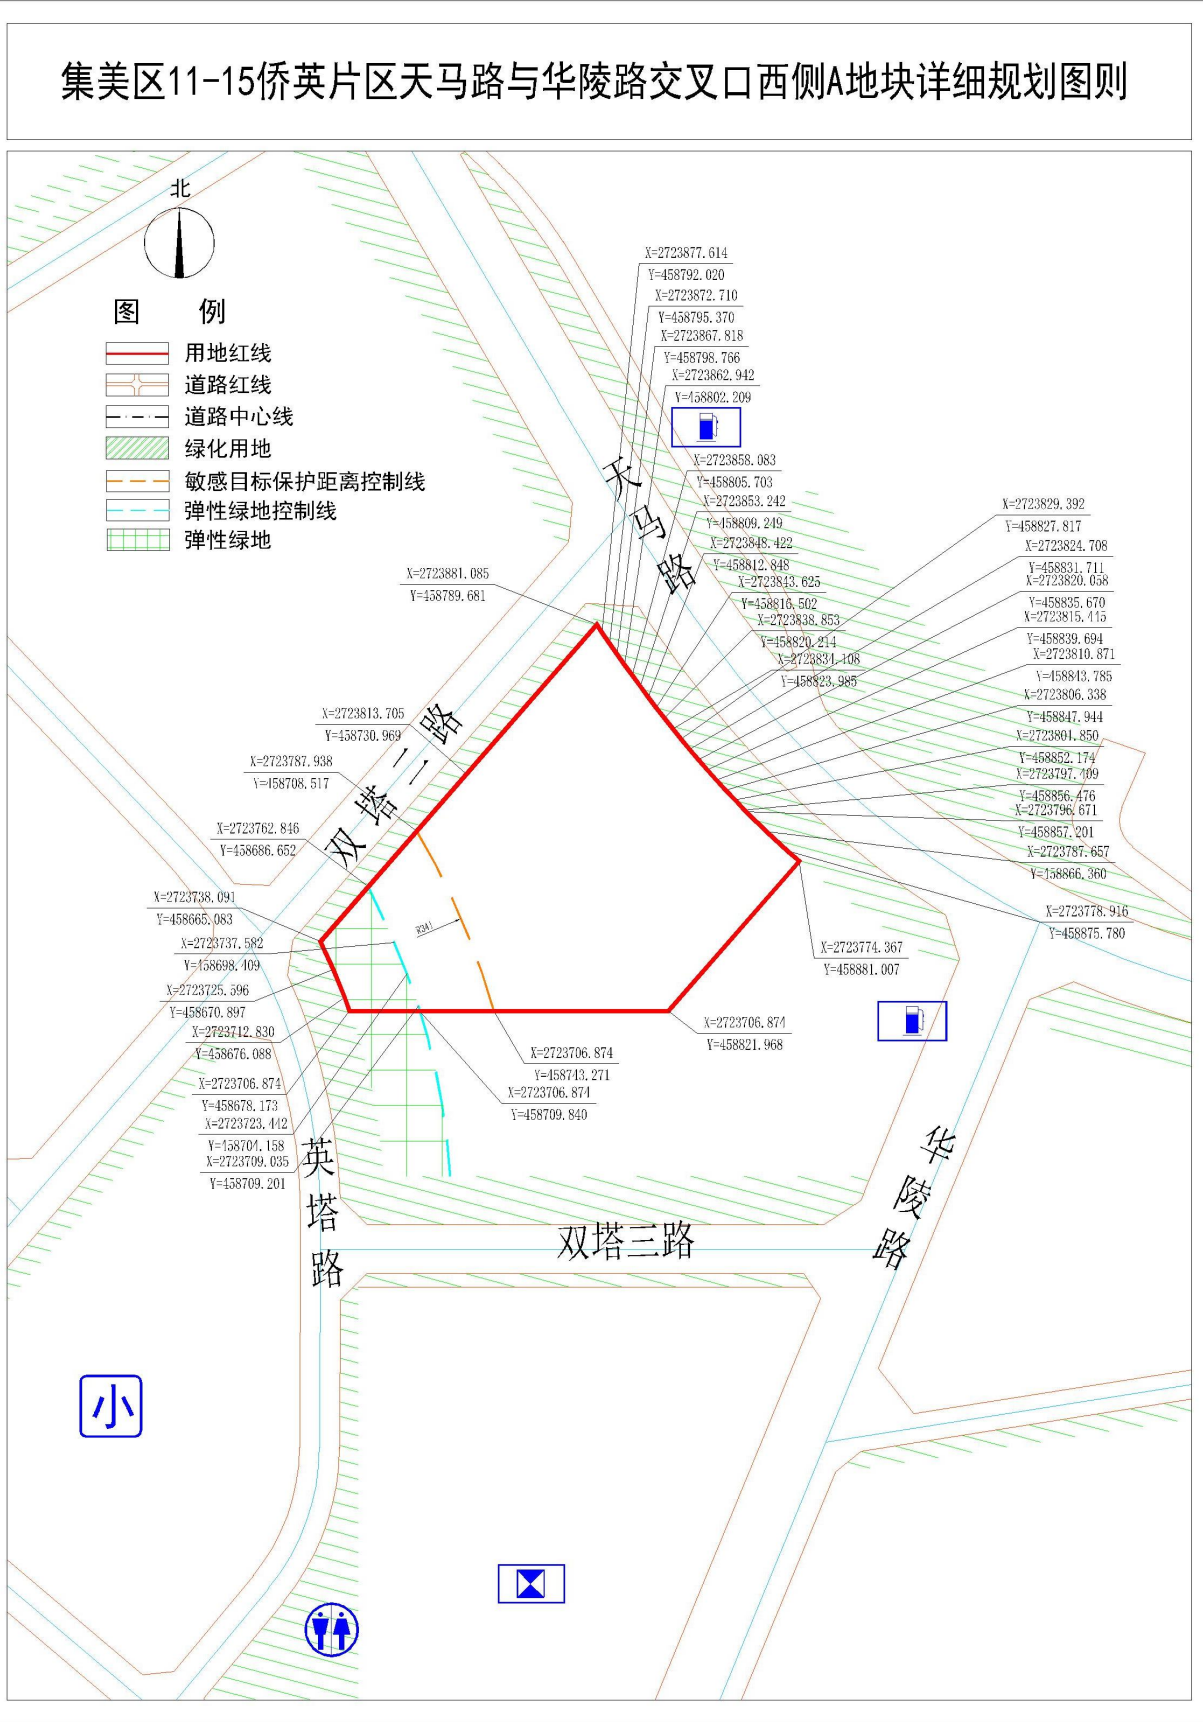 集美区11-15侨英片区天马路与华陵路交叉口西侧A地块详细规划图则
北
图 例
用地红线
道路红线
道路中心线
绿化用地
敏感目标保护距离控制线
弹性绿地控制线
弹性绿地
X=2723877.614
Y=458792.020
X=2723872.710
Y=458795.370
X=2723867.818
Y=458798.766
X=2723862.942
Y=458802.209
X=2723858.083
Y=458805.703
X=2723853.242
Y=458809.249
X=2723848.422
Y=458812.848
X=2723843.625
Y=458816.502
X=2723838.853
Y=458820.214
X=2723834.108
Y=458823.985
X=2723829.392
Y=458827.817
X=2723824.708
Y=458831.711
X=2723820.058
Y=458835.670
X=2723815.445
Y=458839.694
X=2723810.871
Y=458843.785
X=2723806.338
Y=458847.944
X=2723801.850
Y=458852.174
X=2723797.409
Y=458856.476
X=2723796.671
Y=458857.201
X=2723787.657
Y=458866.360
X=2723778.916
Y=458875.780
X=2723774.367
Y=458881.007
X=2723881.085
Y=458789.681
X=2723813.705
Y=458730.969
X=2723787.938
Y=458708.517
X=2723762.846
Y=458686.652
X=2723738.091
Y=458665.083
X=2723737.582
Y=458698.409
X=2723725.596
Y=458670.897
X=2723712.830
Y=458676.088
X=2723706.874
Y=458678.173
X=2723723.442
Y=458704.158
X=2723709.035
Y=458709.201
X=2723706.874
Y=458821.968
X=2723706.874
Y=458743.271
X=2723706.874
Y=458709.840
R341
天马路
双塔二路
英塔路
双塔三路
华陵路
小